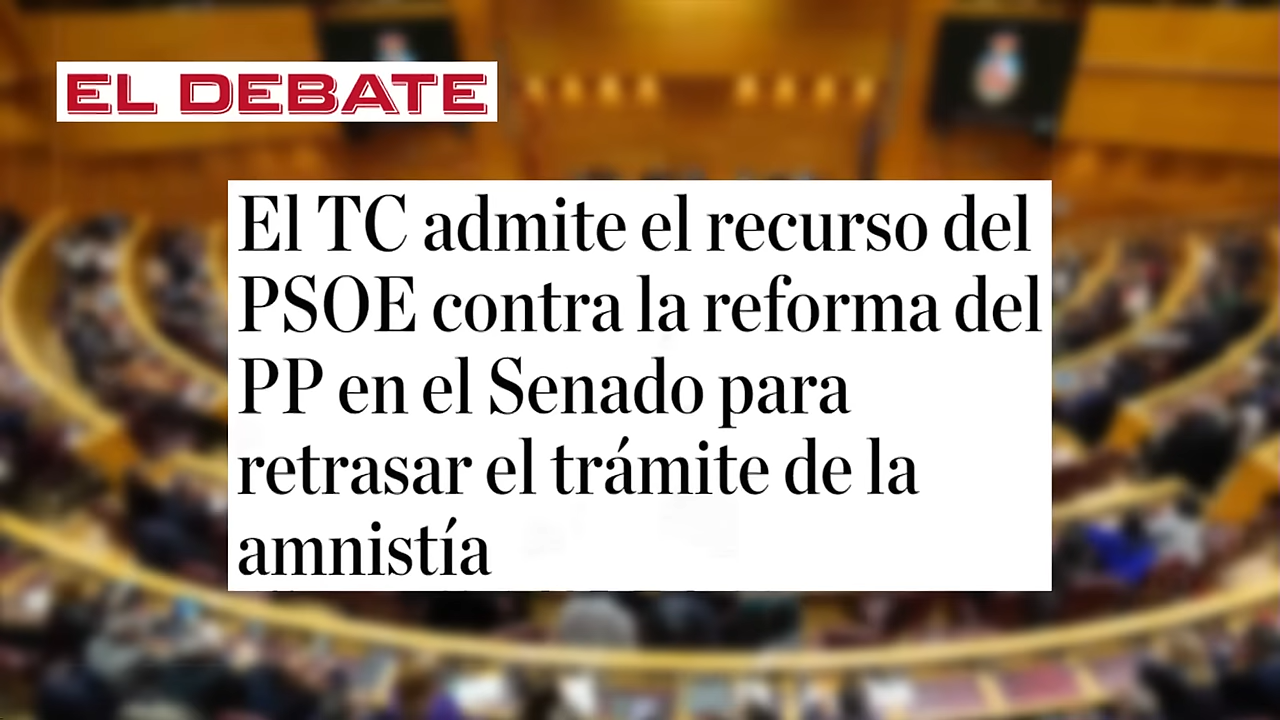 EL DEBATE
El TC admite el recurso del
PSOE contra la reforma del
PP en el Senado para
retrasar el trámite de la
amnistía